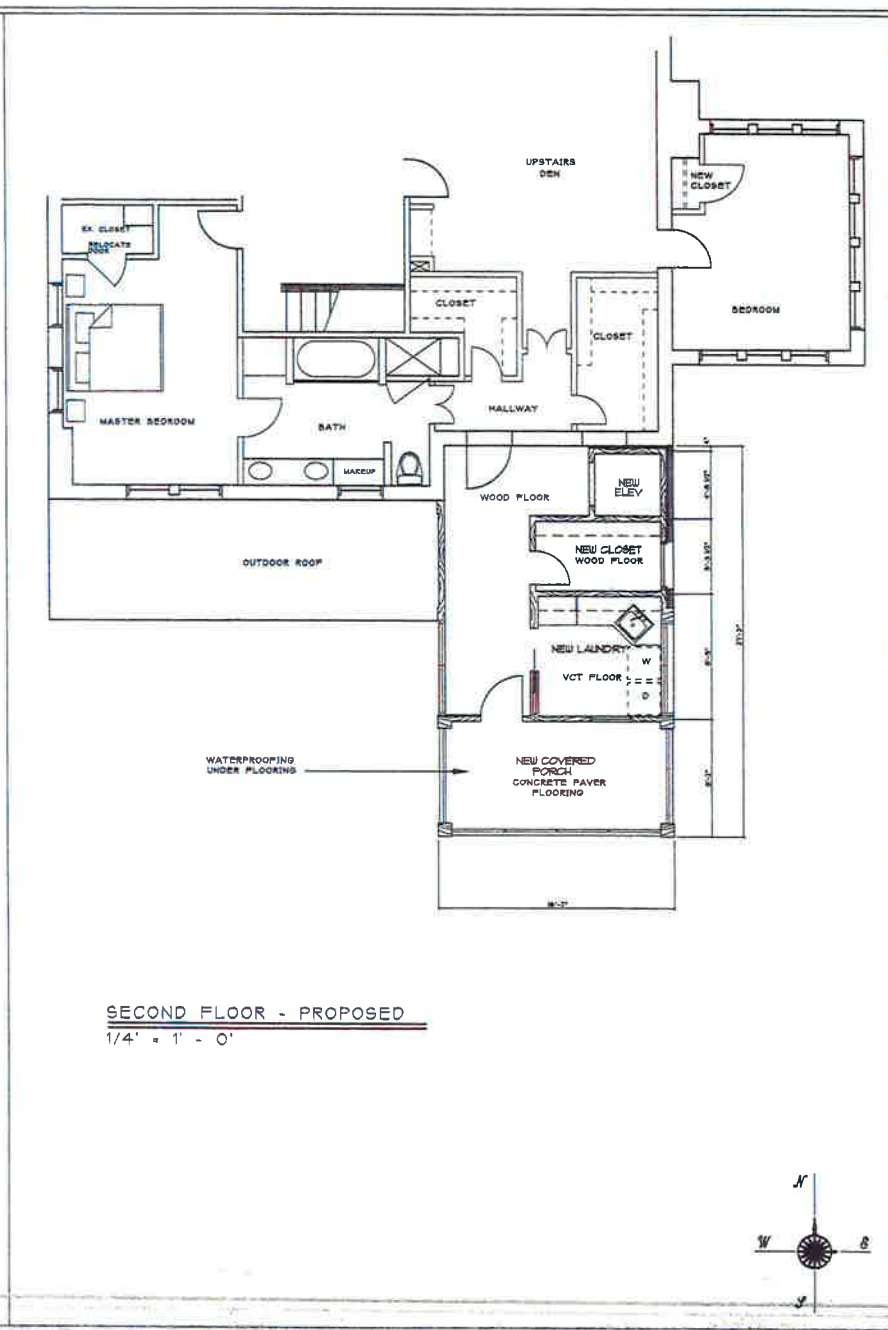 UPSTAIRS
DEN
NEW
CLOSET
EX. CLOSET
RELOCATE
DOOR
CLOSET
CLOSET
BEDROOM
MASTER BEDROOM
BATH
HALLWAY
MAKEUP
WOOD FLOOR
NEW
ELEV
NEW CLOSET
WOOD FLOOR
OUTDOOR ROOF
NEW LAUNDRY
W
VCT FLOOR
D
WATERPROOFING
UNDER FLOORING
NEW COVERED
PORCH
CONCRETE PAVER
FLOORING
SECOND FLOOR - PROPOSED
1/4' = 1' - 0'
N
W
E
S